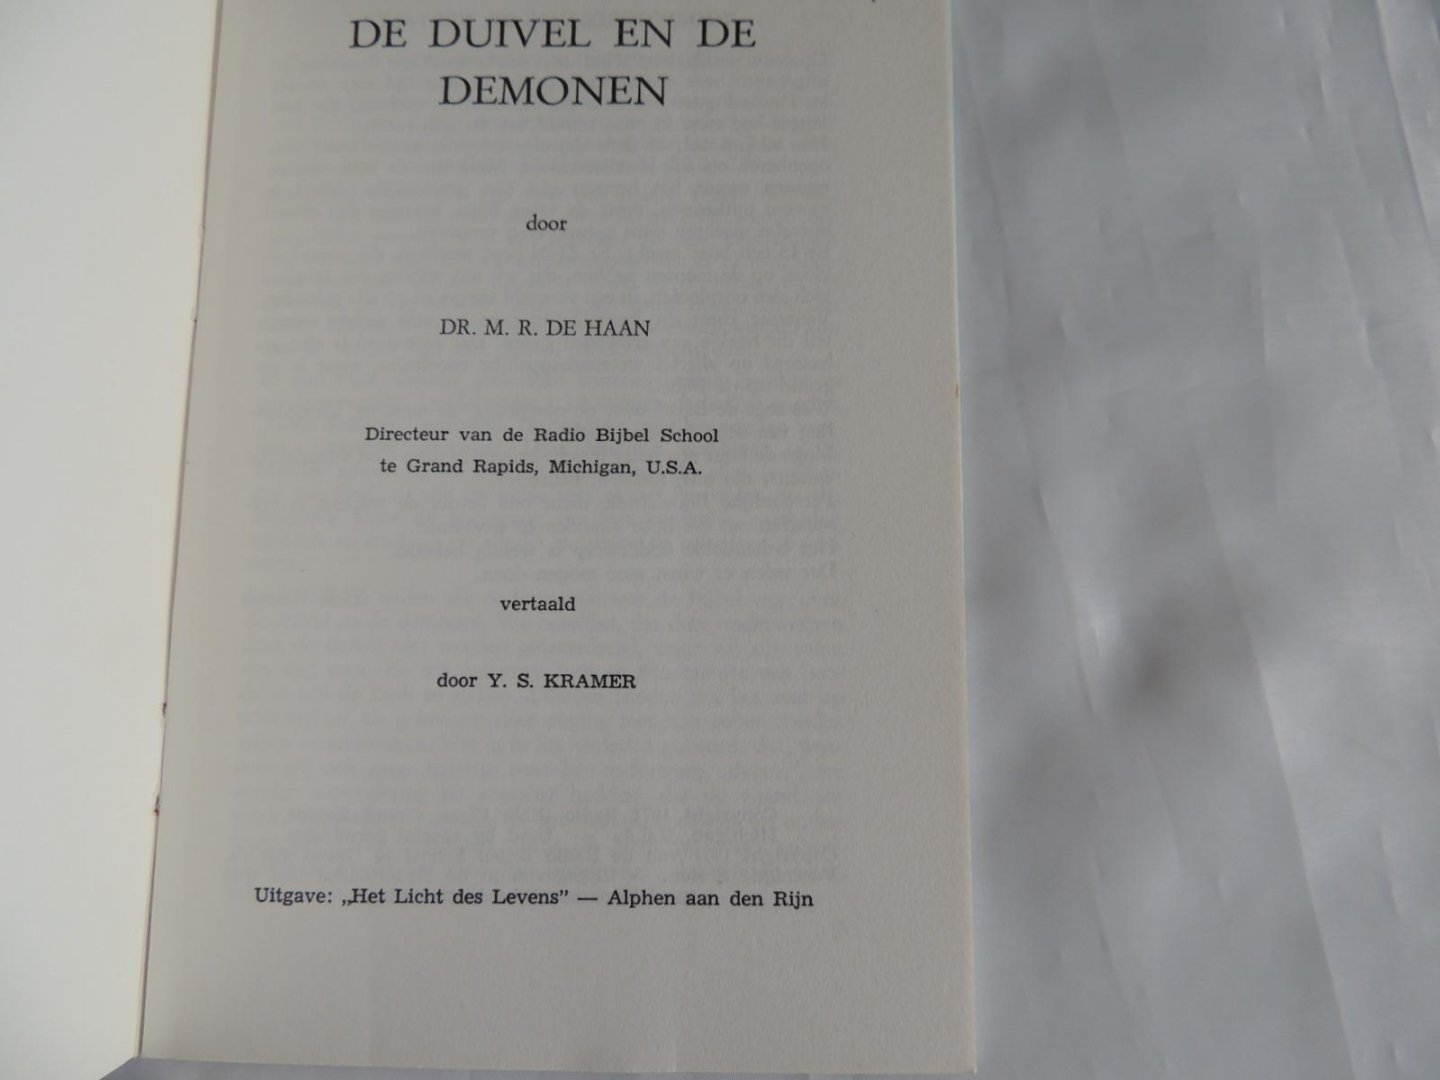 DE DUIVEL EN DE
DEMONEN
door
DR. M. R. DE HAAN
Directeur van de Radio Bijbel School
te Grand Rapids, Michigan, U.S.A.
vertaald
door Y. S. KRAMER
Uitgave: „Het Licht des Levens” — Alphen aan den Rijn